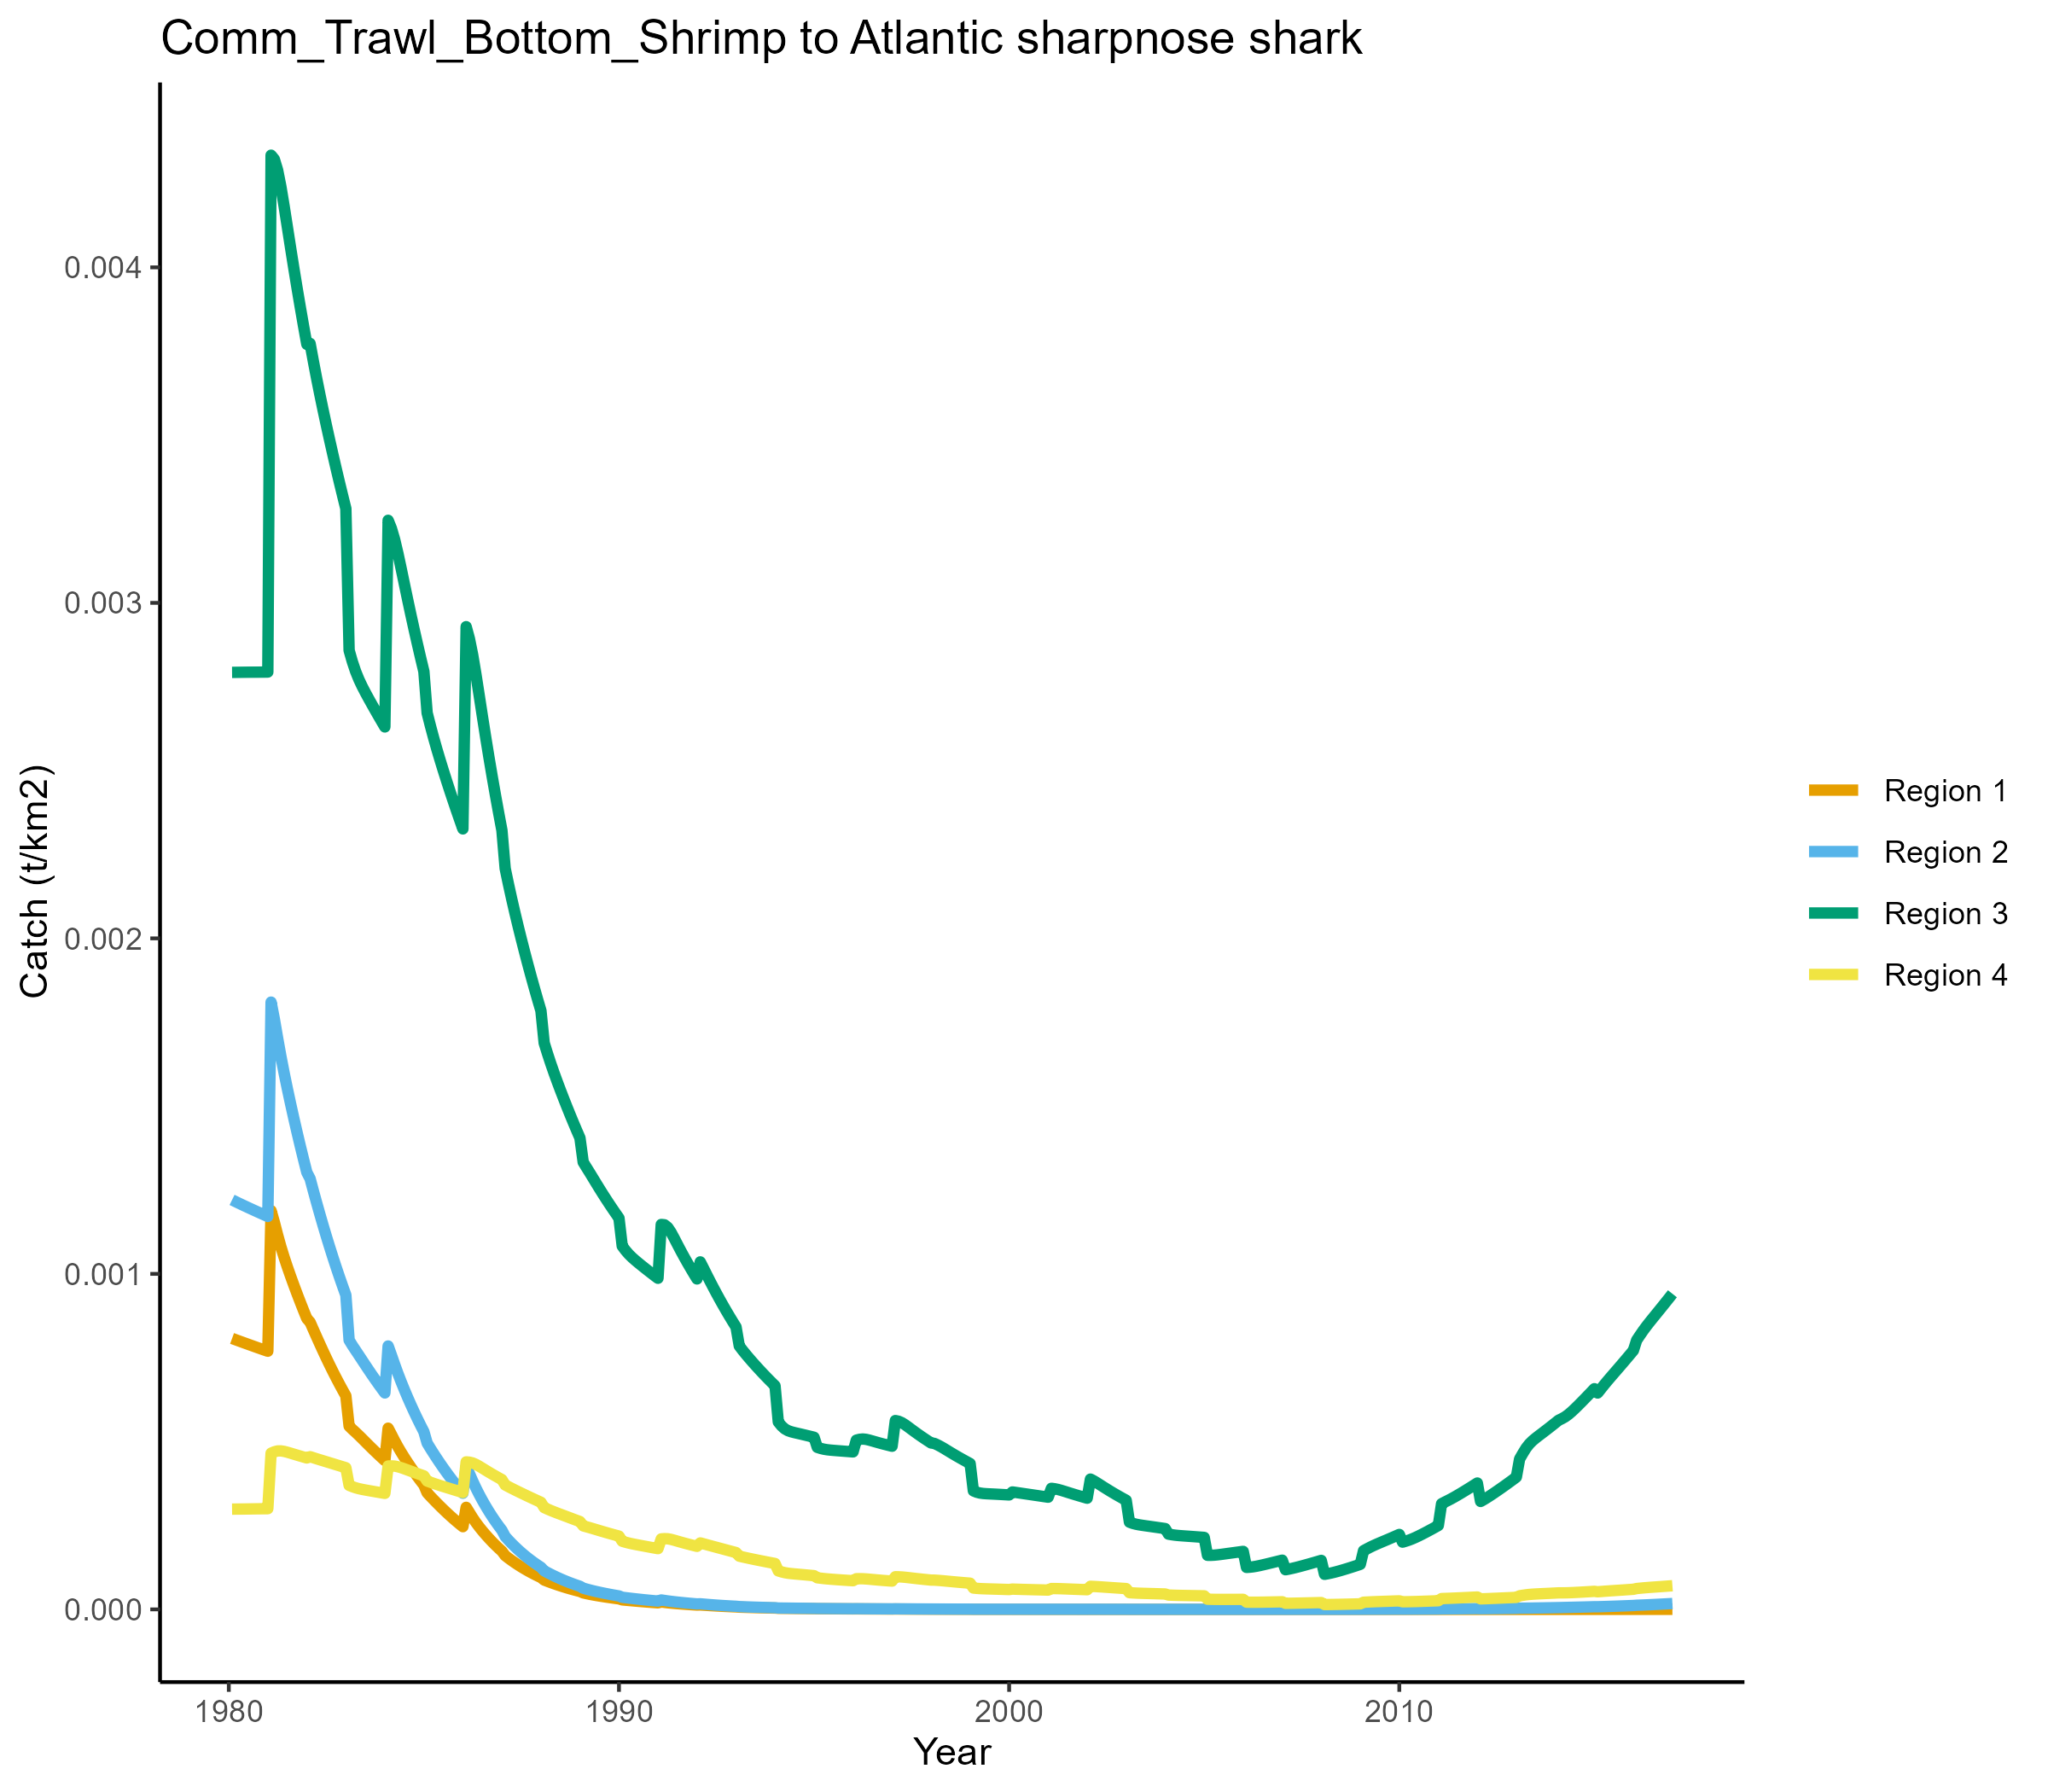 Comm_Trawl_Bottom_Shrimp to Atlantic sharpnose shark
Catch (t/km2)
0.004
0.003
0.002
0.001
0.000
1980
1990
2000
2010
Year
Region 1
Region 2
Region 3
Region 4